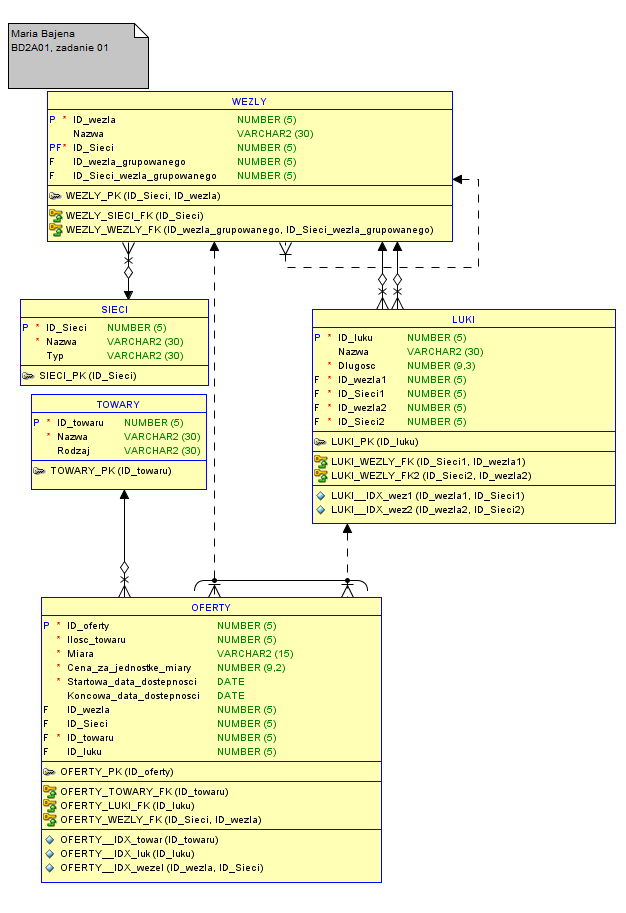 Maria Bajena
BD2A01, zadanie 01
WEZLY
P * ID_wezla NUMBER (5)
Nazwa VARCHAR2 (30)
PF* ID_Sieci NUMBER (5)
F ID_wezla_grupowanego NUMBER (5)
F ID_Sieci_wezla_grupowanego NUMBER (5)
WEZLY_PK (ID_Sieci, ID_wezla)
WEZLY_SIECI_FK (ID_Sieci)
WEZLY_WEZLY_FK (ID_wezla_grupowanego, ID_Sieci_wezla_grupowanego)
SIECI
P * ID_Sieci NUMBER (5)
* Nazwa VARCHAR2 (30)
Typ VARCHAR2 (30)
SIECI_PK (ID_Sieci)
LUKI
P * ID_luku NUMBER (5)
Nazwa VARCHAR2 (30)
* Dlugosc NUMBER (9,3)
F * ID_wezla1 NUMBER (5)
F * ID_Sieci1 NUMBER (5)
F * ID_wezla2 NUMBER (5)
F * ID_Sieci2 NUMBER (5)
LUKI_PK (ID_luku)
LUKI_WEZLY_FK (ID_Sieci1, ID_wezla1)
LUKI_WEZLY_FK2 (ID_Sieci2, ID_wezla2)
LUKI__IDX_wez1 (ID_wezla1, ID_Sieci1)
LUKI__IDX_wez2 (ID_wezla2, ID_Sieci2)
TOWARY
P * ID_towaru NUMBER (5)
* Nazwa VARCHAR2 (30)
Rodzaj VARCHAR2 (30)
TOWARY_PK (ID_towaru)
OFERTY
P * ID_oferty NUMBER (5)
* Ilosc_towaru NUMBER (5)
* Miara VARCHAR2 (15)
* Cena_za_jednostke_miary NUMBER (9,2)
* Startowa_data_dostepnosci DATE
Koncowa_data_dostepnosci DATE
F ID_wezla NUMBER (5)
F ID_Sieci NUMBER (5)
F * ID_towaru NUMBER (5)
F ID_luku NUMBER (5)
OFERTY_PK (ID_oferty)
OFERTY_TOWARY_FK (ID_towaru)
OFERTY_LUKI_FK (ID_luku)
OFERTY_WEZLY_FK (ID_Sieci, ID_wezla)
OFERTY__IDX_towar (ID_towaru)
OFERTY__IDX_luk (ID_luku)
OFERTY__IDX_wezel (ID_wezla, ID_Sieci)